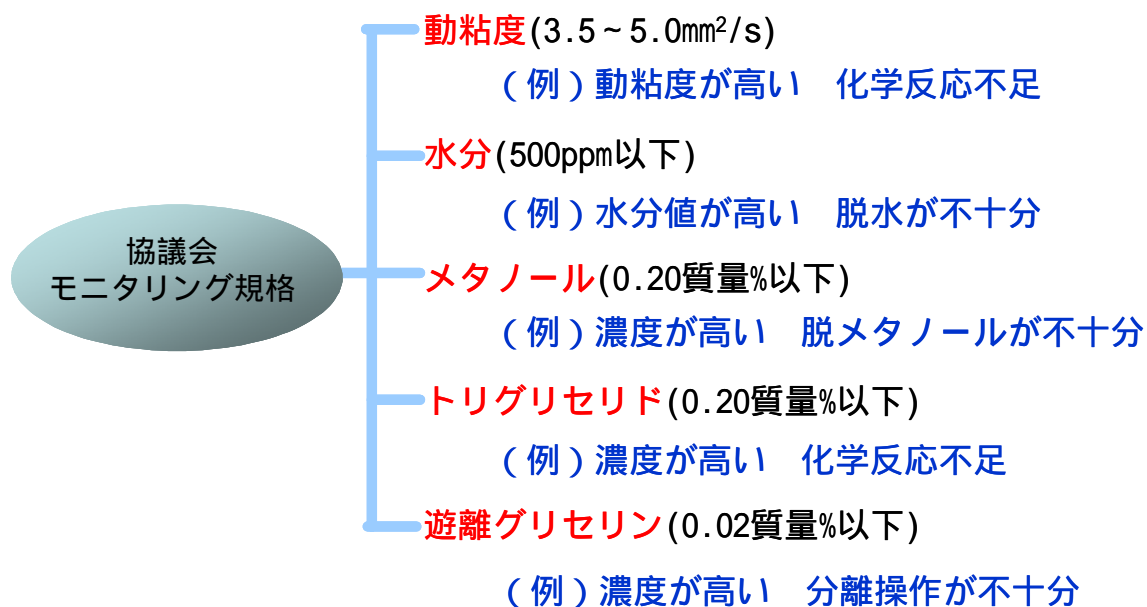 動粘度(3.5~5.0mm²/s)
(例)動粘度が高い 化学反応不足
水分(500ppm以下)
(例)水分値が高い 脱水が不十分
協議会
モニタリング規格
メタノール(0.20質量%以下)
(例)濃度が高い 脱メタノールが不十分
トリグリセリド(0.20質量%以下)
(例)濃度が高い 化学反応不足
遊離グリセリン(0.02質量%以下)
(例)濃度が高い 分離操作が不十分